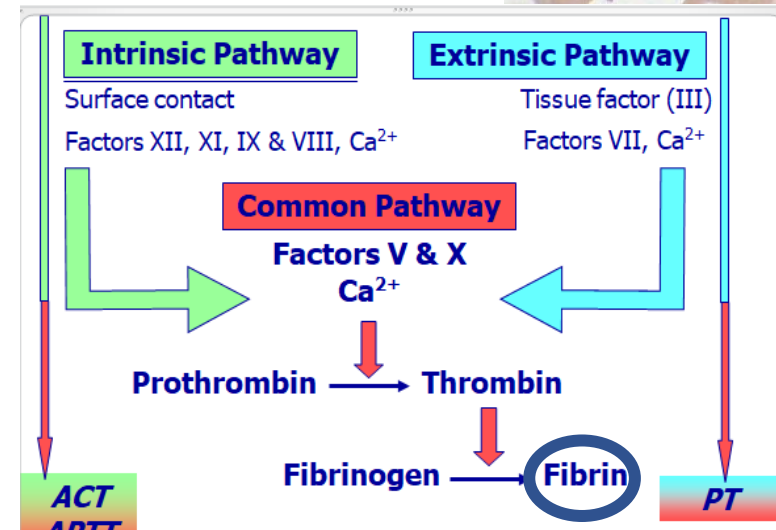 Intrinsic Pathway
Surface contact
Factors XII, XI, IX & VIII, Ca²⁺
Extrinsic Pathway
Tissue factor (III)
Factors VII, Ca²⁺
Common Pathway
Factors V & X
Ca²⁺
Prothrombin
Thrombin
Fibrinogen
Fibrin
ACT
APTT
PT